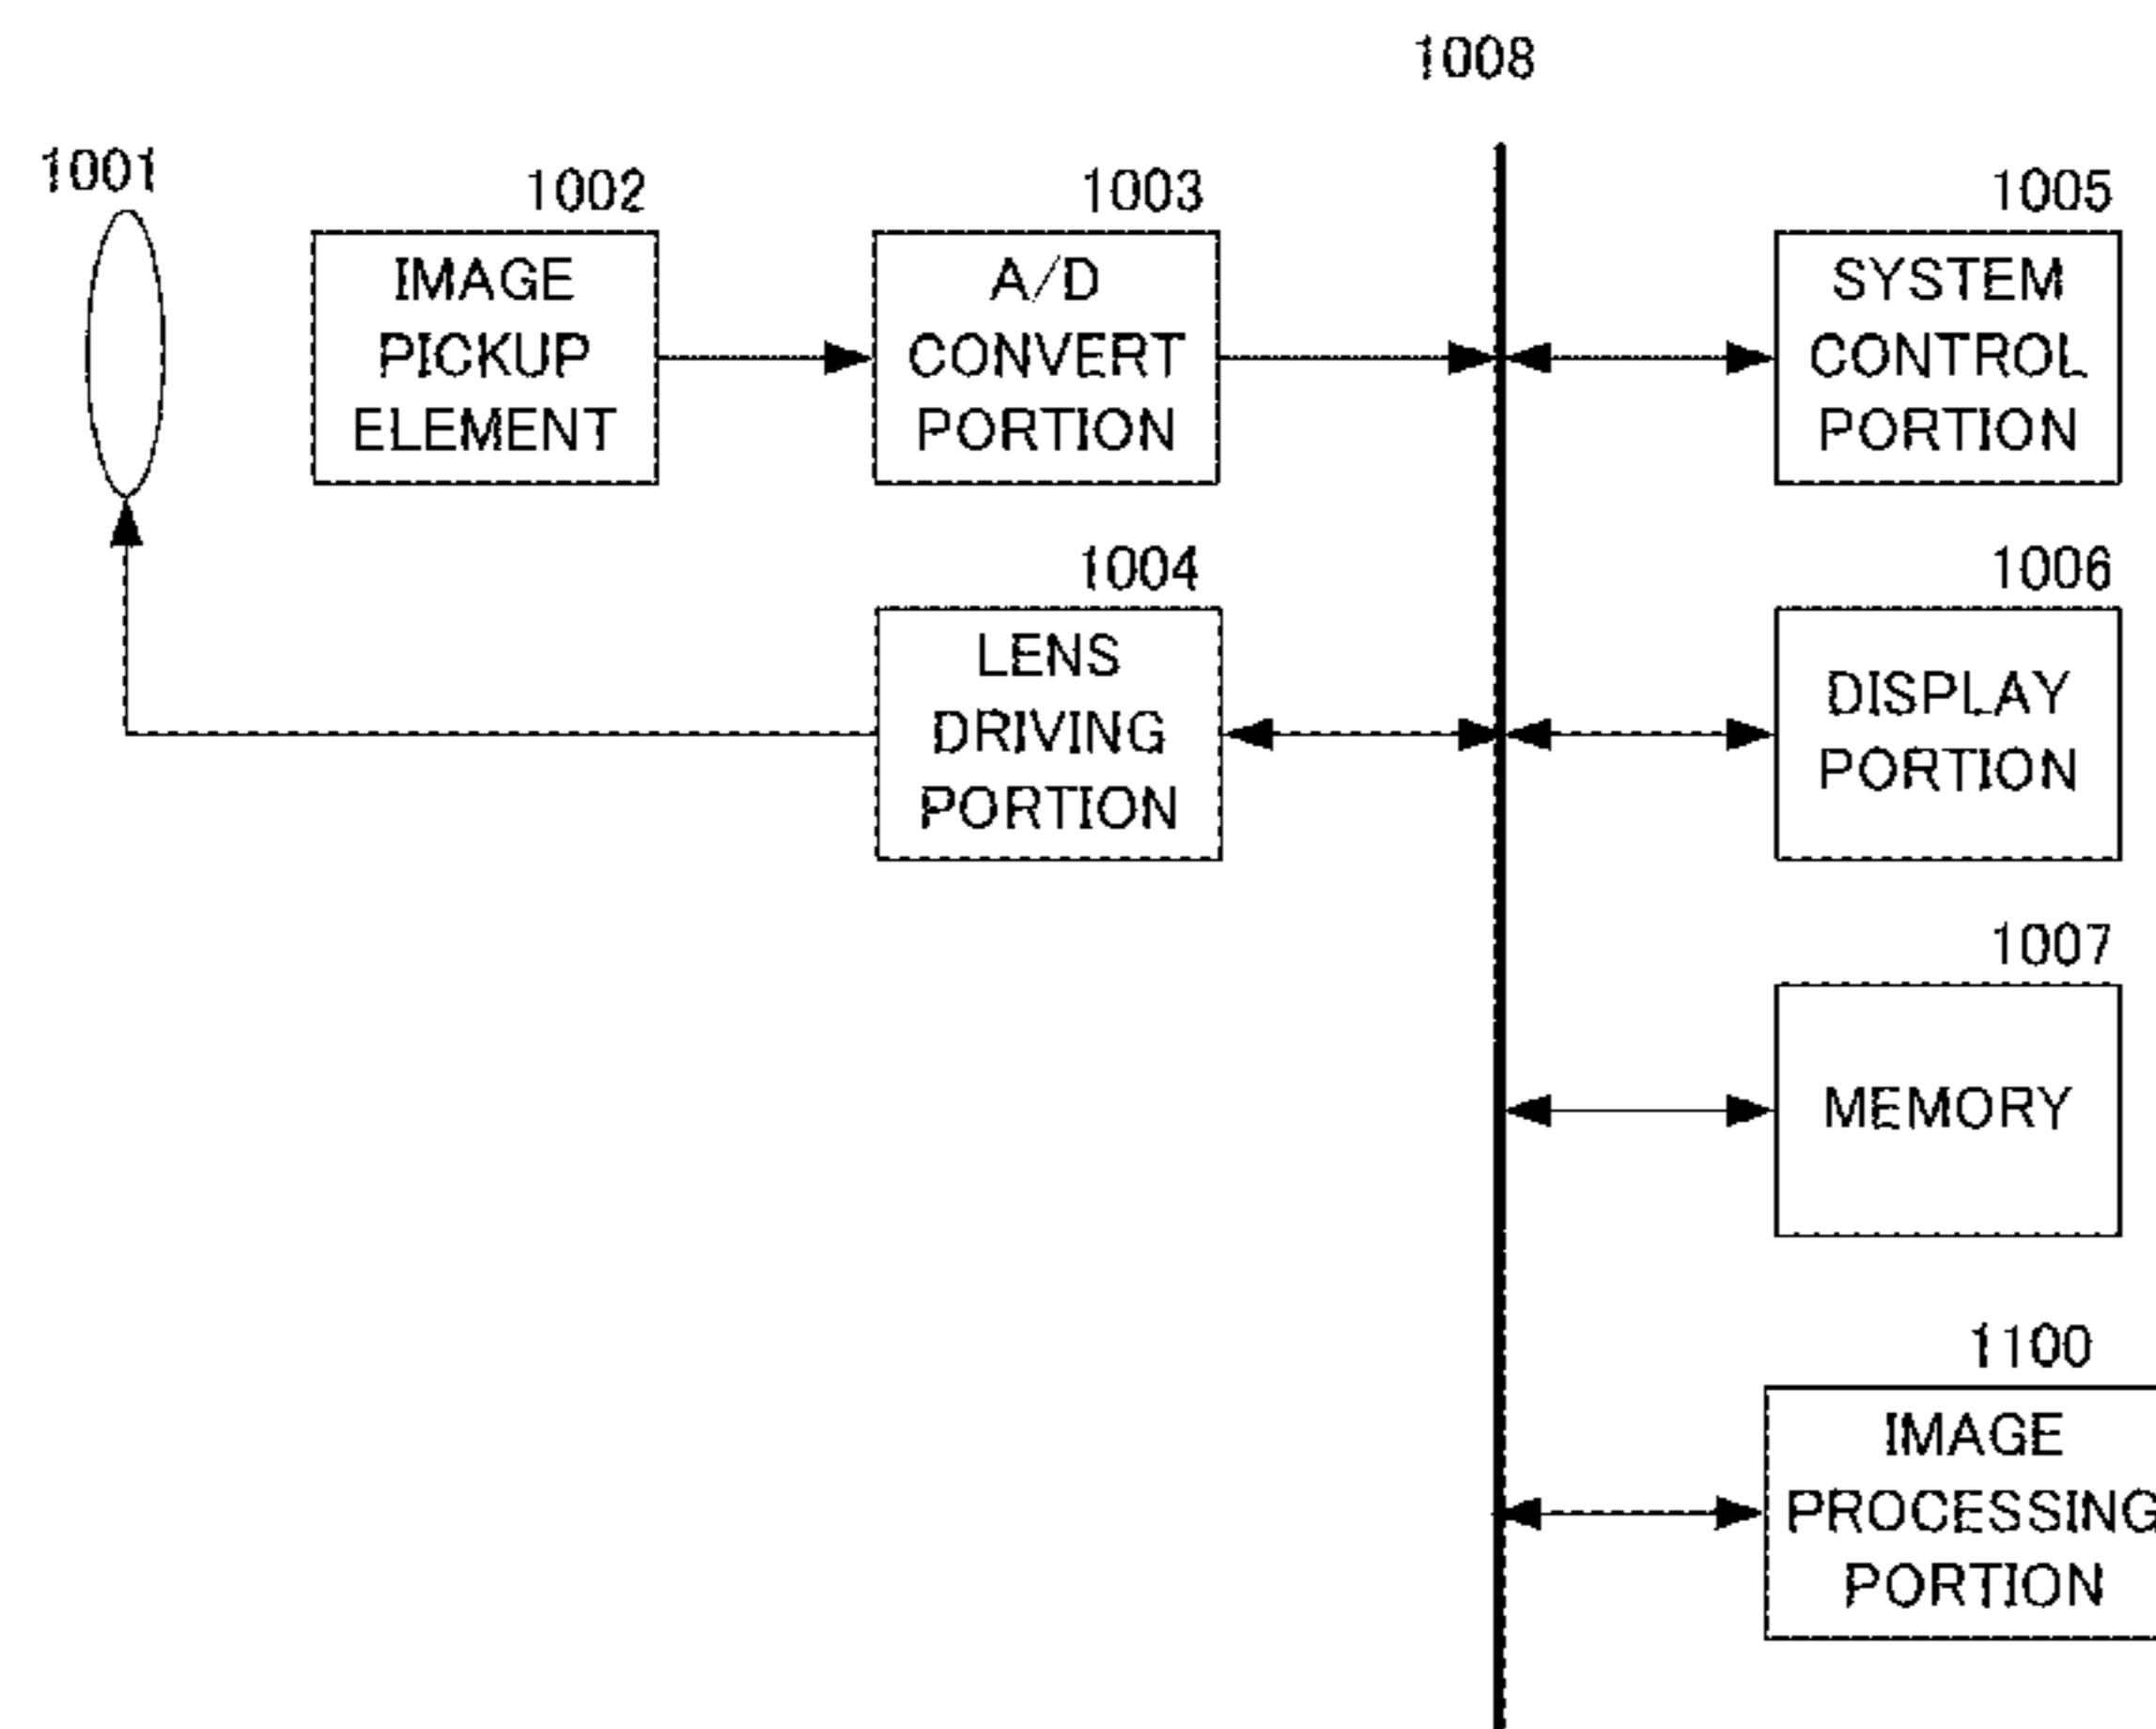 1008
1001
1002
IMAGE
PICKUP
ELEMENT
1003
A/D
CONVERT
PORTION
1005
SYSTEM
CONTROL
PORTION
1004
LENS
DRIVING
PORTION
1006
DISPLAY
PORTION
1007
MEMORY
1100
IMAGE
PROCESSING
PORTION